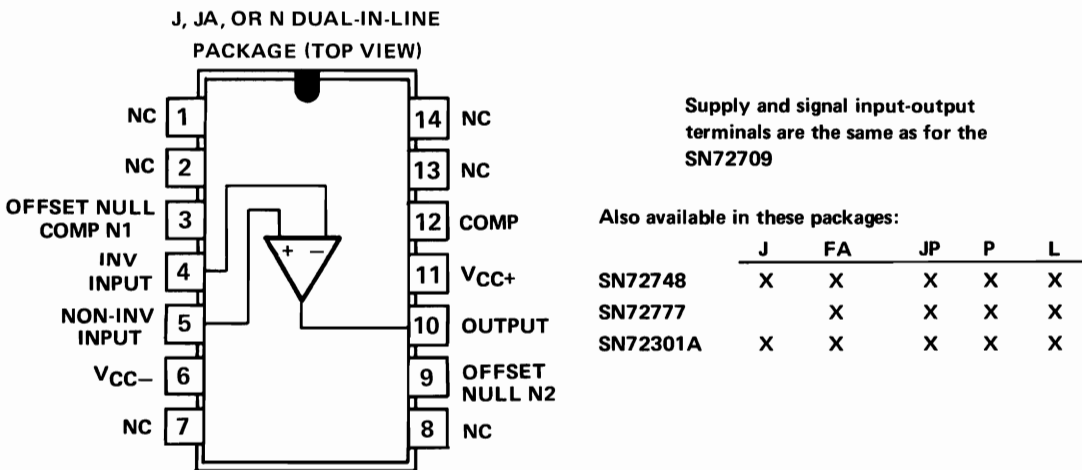 J, JA, OR N DUAL-IN-LINE
PACKAGE (TOP VIEW)
NC 1
NC 2
OFFSET NULL
COMP N1 3
INV
INPUT 4
NON-INV
INPUT 5
VCC− 6
NC 7
14 NC
13 NC
12 COMP
11 VCC+
10 OUTPUT
9 OFFSET
NULL N2
8 NC
+ −
Supply and signal input-output
terminals are the same as for the
SN72709
Also available in these packages:
J FA JP P L
SN72748 X X X X X
SN72777 X X X X
SN72301A X X X X X